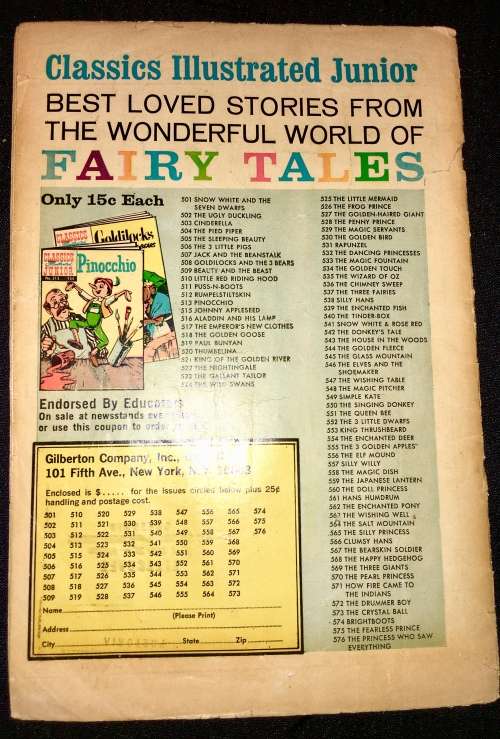 Classics Illustrated Junior
BEST LOVED STORIES FROM
THE WONDERFUL WORLD OF
FAIRY TALES
Only 15c Each
CLASSICS
Goldilocks
CLASSICS
JUNIOR
Pinocchio
Endorsed By Educators
On sale at newsstands
or use this coupon to order
501 SNOW WHITE AND THE
SEVEN DWARFS
502 THE UGLY DUCKLING
503 CINDERELLA
504 THE PIED PIPER
505 THE SLEEPING BEAUTY
506 THE 3 LITTLE PIGS
507 JACK AND THE BEANSTALK
508 GOLDILOCKS AND THE 3 BEARS
509 BEAUTY AND THE BEAST
510 LITTLE RED RIDING HOOD
511 PUSS-N-BOOTS
512 RUMPELSTILTSKIN
513 PINOCCHIO
515 JOHNNY APPLESEED
516 ALADDIN AND HIS LAMP
517 THE EMPEROR'S NEW CLOTHES
518 THE GOLDEN GOOSE
519 PAUL BUNYAN
520 THUMBELINA
521 KING OF THE GOLDEN RIVER
522 THE NIGHTINGALE
523 THE GALLANT TAILOR
524 THE WILD SWANS
525 THE LITTLE MERMAID
526 THE FROG PRINCE
527 THE GOLDEN-HAIRED GIANT
528 THE PENNY PRINCE
529 THE MAGIC SERVANTS
530 THE GOLDEN BIRD
531 RAPUNZEL
532 THE DANCING PRINCESSES
533 THE MAGIC FOUNTAIN
534 THE GOLDEN TOUCH
535 THE WIZARD OF OZ
536 THE CHIMNEY SWEEP
537 THE THREE FAIRIES
538 SILLY HANS
539 THE ENCHANTED FISH
540 THE TINDER-BOX
541 SNOW WHITE & ROSE RED
542 THE DONKEY'S TALE
543 THE HOUSE IN THE WOODS
544 THE GOLDEN FLEECE
545 THE GLASS MOUNTAIN
546 THE ELVES AND THE
SHOEMAKER
547 THE WISHING TABLE
548 THE MAGIC PITCHER
549 SIMPLE KATE
550 THE SINGING DONKEY
551 THE QUEEN BEE
552 THE 3 LITTLE DWARFS
553 KING THRUSHBEARD
554 THE ENCHANTED DEER
555 THE 3 GOLDEN APPLES
556 THE ELF MOUND
557 SILLY WILLY
558 THE MAGIC DISH
559 THE JAPANESE LANTERN
560 THE DOLL PRINCESS
561 HANS HUMDRUM
562 THE ENCHANTED PONY
563 THE WISHING WELL
564 THE SALT MOUNTAIN
565 THE SILLY PRINCESS
566 CLUMSY HANS
567 THE BEARSKIN SOLDIER
568 THE HAPPY HEDGEHOG
569 THE THREE GIANTS
570 THE PEARL PRINCESS
571 HOW FIRE CAME TO
THE INDIANS
572 THE DRUMMER BOY
573 THE CRYSTAL BALL
574 BRIGHTBOOTS
575 THE FEARLESS PRINCE
576 THE PRINCESS WHO SAW
EVERYTHING
Gilberton Company, Inc.,
101 Fifth Ave., New York, N.Y.
Enclosed is $..... for the issues circled below plus 25¢
handling and postage cost.
501 510 520 529 538 547 556 565 574
502 511 521 530 539 548 557 566 575
503 512 522 531 540 549 558 567 576
504 513 523 532 541 550 559 568
505 515 524 533 542 551 560 569
506 516 525 534 543 552 561 570
507 517 526 535 544 553 562 571
508 518 527 536 545 554 563 572
509 519 528 537 546 555 564 573
Name
(Please Print)
Address
City State Zip